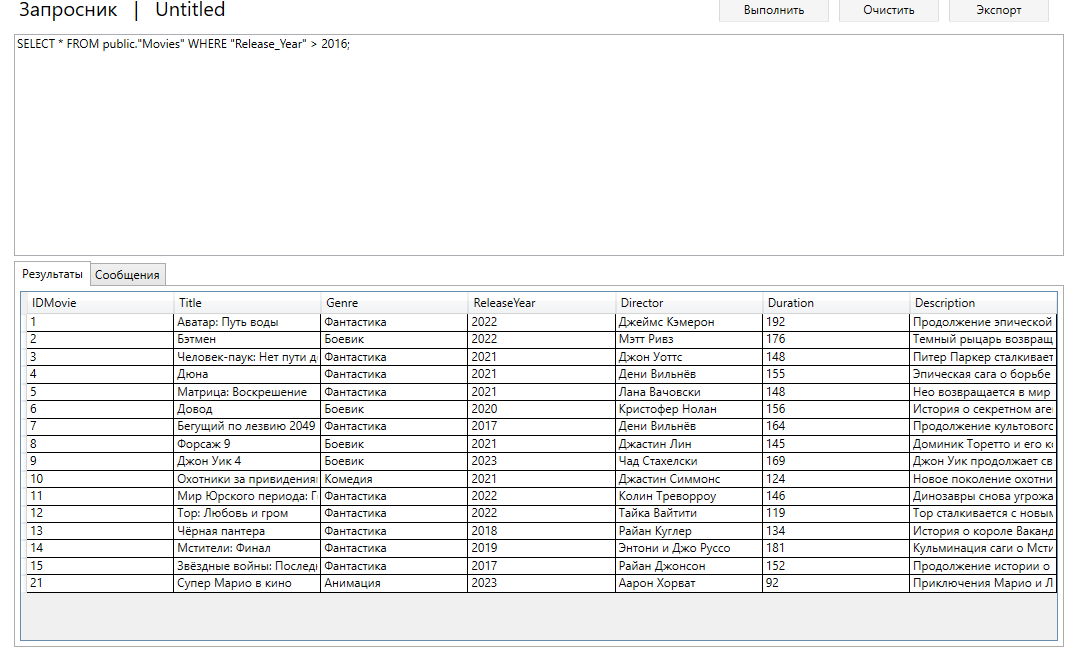 Запросник | Untitled Выполнить Очистить Экспорт
SELECT * FROM public."Movies" WHERE "Release_Year" > 2016;
Результаты Сообщения
IDMovie Title Genre ReleaseYear Director Duration Description
1 Аватар: Путь воды Фантастика 2022 Джеймс Кэмерон 192 Продолжение эпической
2 Бэтмен Боевик 2022 Мэтт Ривз 176 Темный рыцарь возвращ
3 Человек-паук: Нет пути д Фантастика 2021 Джон Уоттс 148 Питер Паркер сталкивает
4 Дюна Фантастика 2021 Дени Вильнёв 155 Эпическая сага о борьбе
5 Матрица: Воскрешение Фантастика 2021 Лана Вачовски 148 Нео возвращается в мир
6 Довод Боевик 2020 Кристофер Нолан 156 История о секретном аге
7 Бегущий по лезвию 2049 Фантастика 2017 Дени Вильнёв 164 Продолжение культовог
8 Форсаж 9 Боевик 2021 Джастин Лин 145 Доминик Торетто и его к
9 Джон Уик 4 Боевик 2023 Чад Стахелски 169 Джон Уик продолжает св
10 Охотники за привидения Комедия 2021 Джастин Симмонс 124 Новое поколение охотни
11 Мир Юрского периода: Г Фантастика 2022 Колин Треворроу 146 Динозавры снова угрожа
12 Тор: Любовь и гром Фантастика 2022 Тайка Вайтити 119 Тор сталкивается с новым
13 Чёрная пантера Фантастика 2018 Райан Куглер 134 История о короле Ваканд
14 Мстители: Финал Фантастика 2019 Энтони и Джо Руссо 181 Кульминация саги о Мсти
15 Звёздные войны: Последн Фантастика 2017 Райан Джонсон 152 Продолжение истории о
21 Супер Марио в кино Анимация 2023 Аарон Хорват 92 Приключения Марио и Л